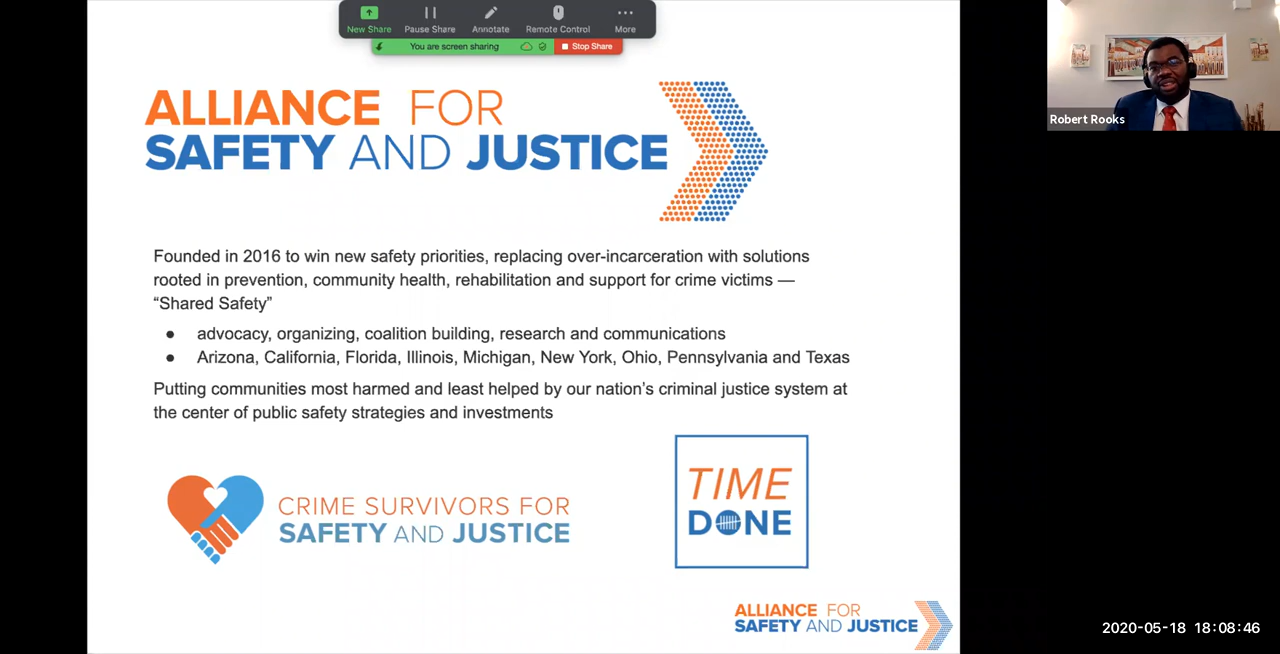 New Share
Pause Share
Annotate
Remote Control
More
You are screen sharing
Stop Share
ALLIANCE FOR
SAFETY AND JUSTICE
Robert Rooks
Founded in 2016 to win new safety priorities, replacing over-incarceration with solutions
rooted in prevention, community health, rehabilitation and support for crime victims —
“Shared Safety”
● advocacy, organizing, coalition building, research and communications
● Arizona, California, Florida, Illinois, Michigan, New York, Ohio, Pennsylvania and Texas
Putting communities most harmed and least helped by our nation’s criminal justice system at
the center of public safety strategies and investments
CRIME SURVIVORS FOR
SAFETY AND JUSTICE
TIME
DONE
ALLIANCE FOR
SAFETY AND JUSTICE
2020-05-18 18:08:46